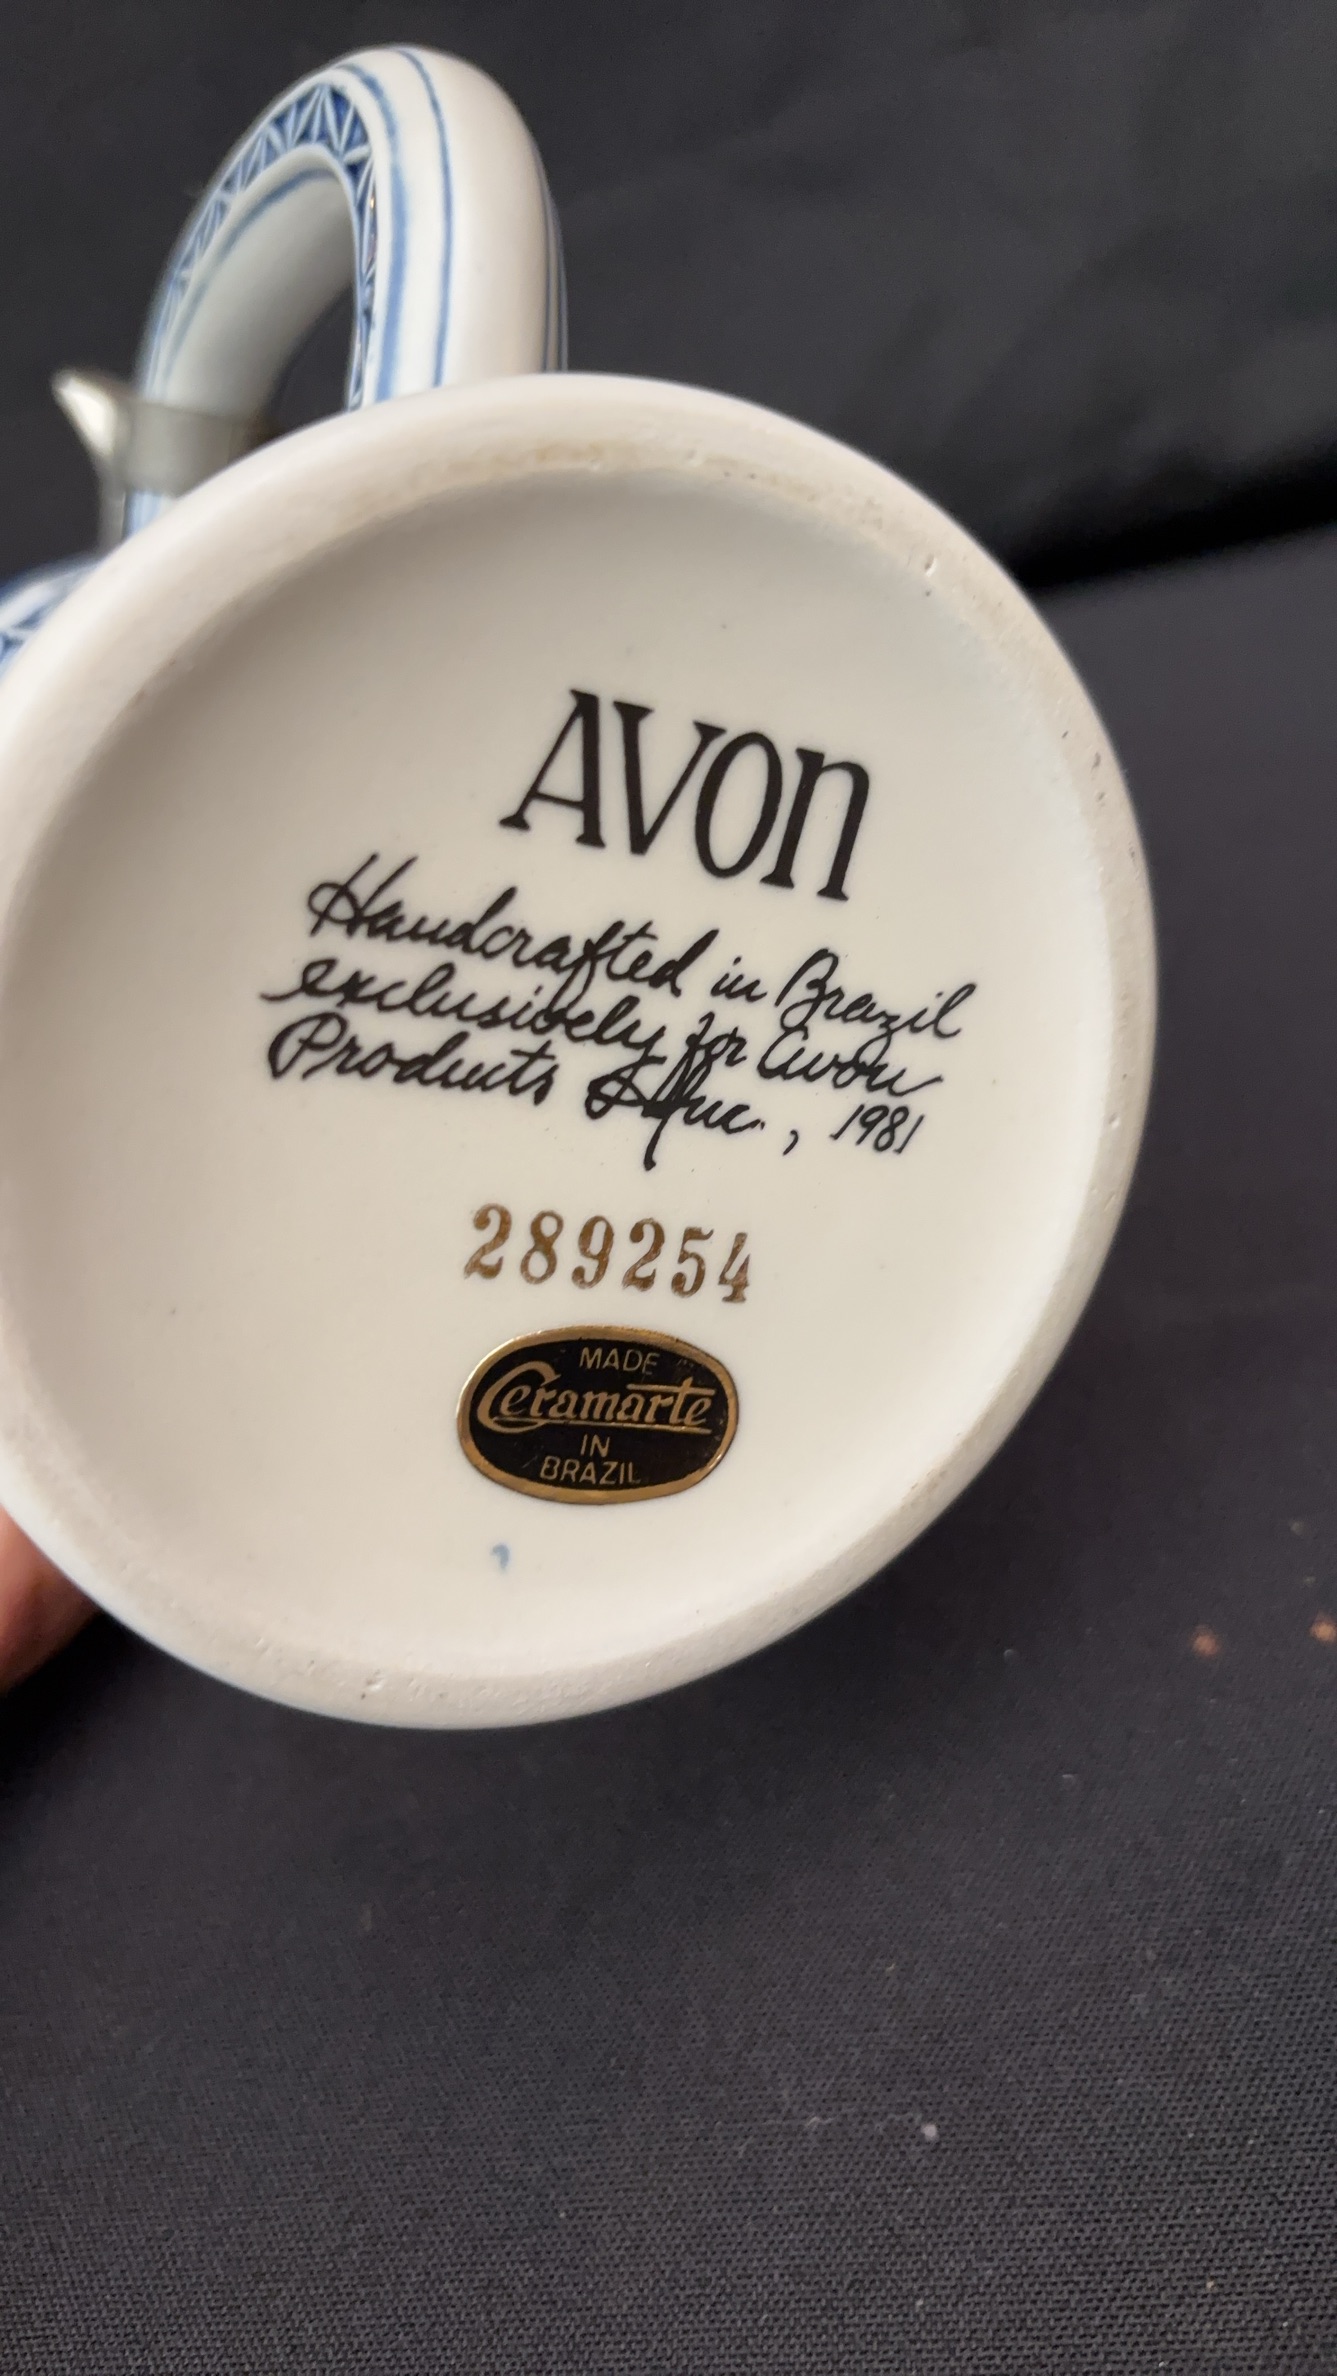 AVON
Handcrafted in Brazil
exclusively for Avon
Products Inc., 1981
289254
MADE
Ceramarte
IN
BRAZIL